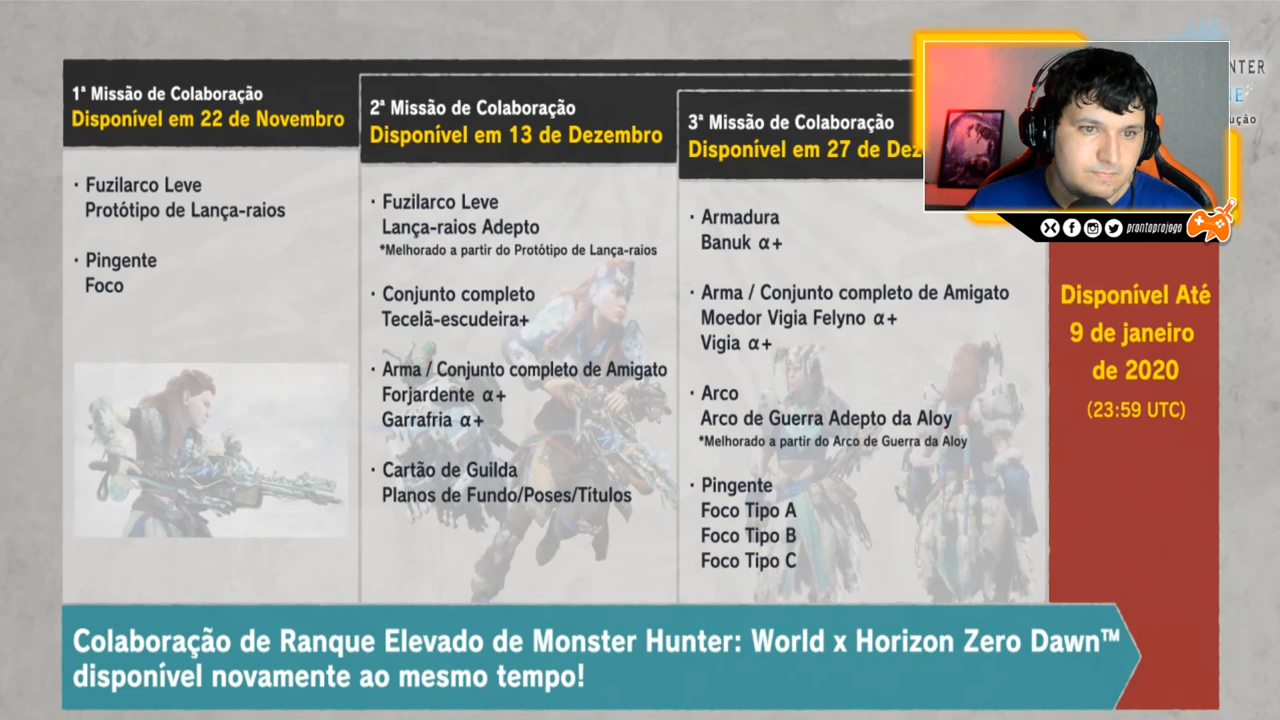 1ª Missão de Colaboração
Disponível em 22 de Novembro
· Fuzilarco Leve
Protótipo de Lança-raios
· Pingente
Foco
2ª Missão de Colaboração
Disponível em 13 de Dezembro
· Fuzilarco Leve
Lança-raios Adepto
*Melhorado a partir do Protótipo de Lança-raios
· Conjunto completo
Tecelã-escudeira+
· Arma / Conjunto completo de Amigato
Forjardente α+
Garrafria α+
· Cartão de Guilda
Planos de Fundo/Poses/Títulos
3ª Missão de Colaboração
Disponível em 27 de Dez
· Armadura
Banuk α+
· Arma / Conjunto completo de Amigato
Moedor Vigia Felyno α+
Vigia α+
· Arco
Arco de Guerra Adepto da Aloy
*Melhorado a partir do Arco de Guerra da Aloy
· Pingente
Foco Tipo A
Foco Tipo B
Foco Tipo C
prontaprojogo
Disponível Até
9 de janeiro
de 2020
(23:59 UTC)
Colaboração de Ranque Elevado de Monster Hunter: World x Horizon Zero Dawn™
disponível novamente ao mesmo tempo!